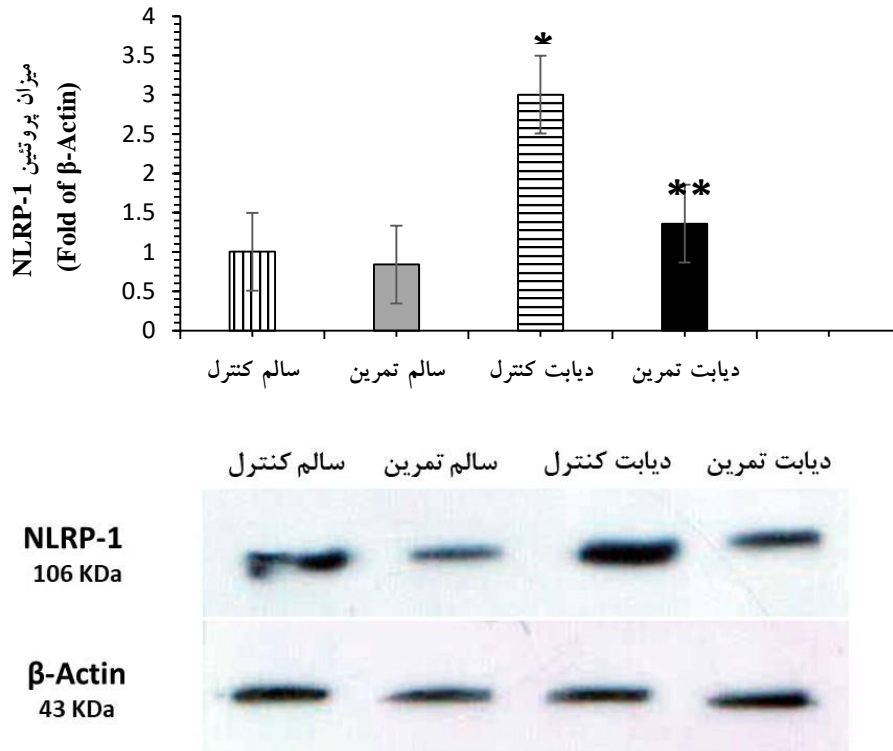 میزان پروتئین NLRP-1
(Fold of β-Actin)
4
3.5
3
2.5
2
1.5
1
0.5
0
*
**
سالم کنترل
سالم تمرین
دیابت کنترل
دیابت تمرین
سالم کنترل
سالم تمرین
دیابت کنترل
دیابت تمرین
NLRP-1
106 KDa
β-Actin
43 KDa